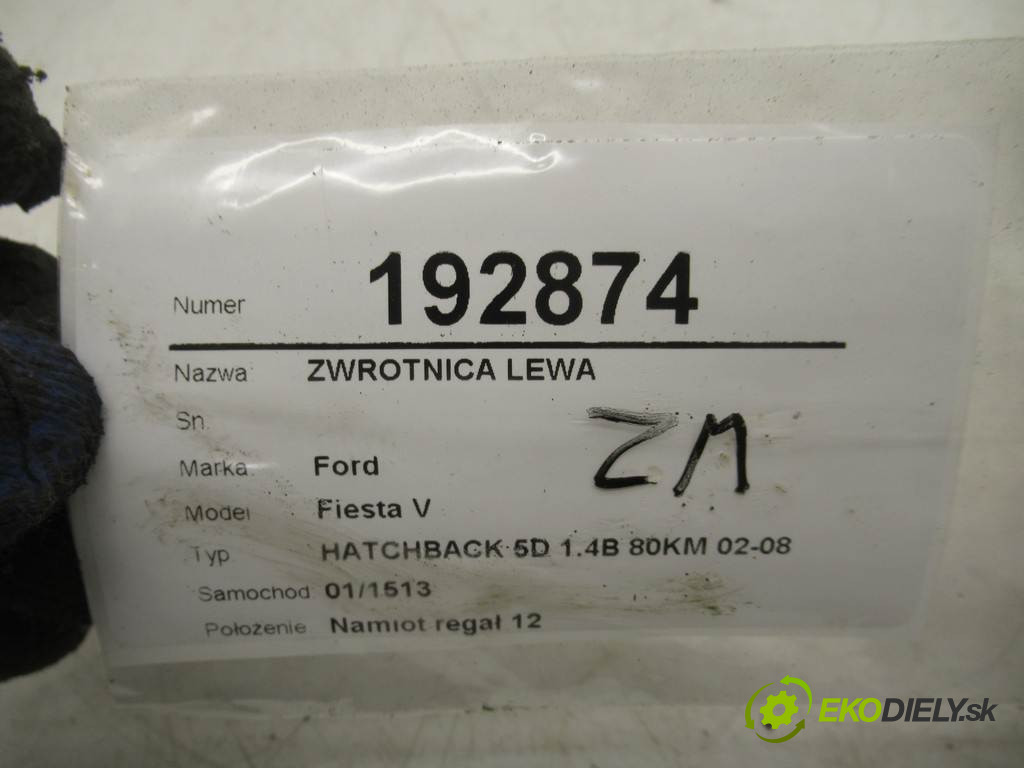 Numer 192874
Nazwa ZWROTNICA LEWA
Sn.
ZM
Marka Ford
Model Fiesta V
Typ HATCHBACK 5D 1.4B 80KM 02-08
Samochód 01/1513
Położenie Namiot regał 12
EKODIELY.sk